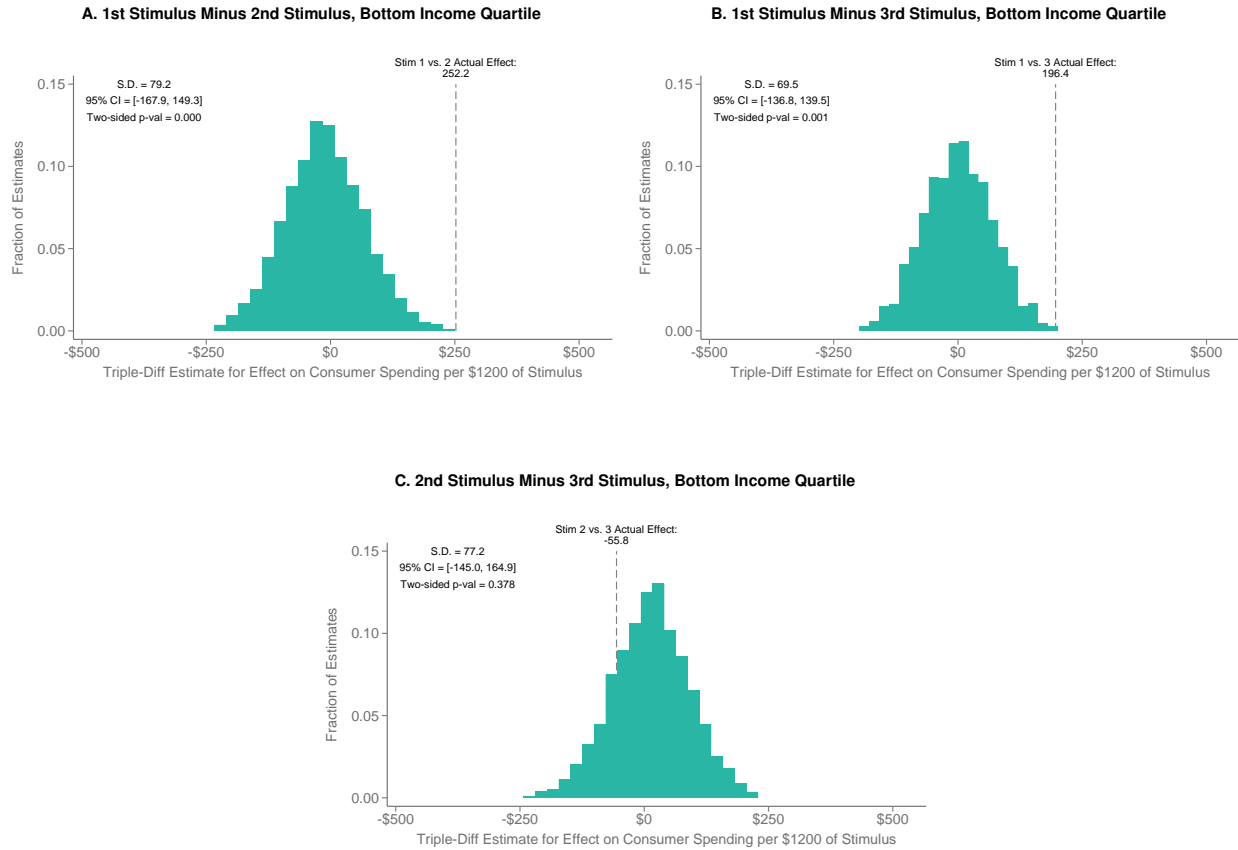 A. 1st Stimulus Minus 2nd Stimulus, Bottom Income Quartile
Stim 1 vs. 2 Actual Effect:
252.2
S.D. = 79.2
95% CI = [-167.9, 149.3]
Two-sided p-val = 0.000
Fraction of Estimates
0.15
0.10
0.05
0.00
-$500
-$250
$0
$250
$500
Triple-Diff Estimate for Effect on Consumer Spending per $1200 of Stimulus
B. 1st Stimulus Minus 3rd Stimulus, Bottom Income Quartile
Stim 1 vs. 3 Actual Effect:
196.4
S.D. = 69.5
95% CI = [-136.8, 139.5]
Two-sided p-val = 0.001
Fraction of Estimates
0.15
0.10
0.05
0.00
-$500
-$250
$0
$250
$500
Triple-Diff Estimate for Effect on Consumer Spending per $1200 of Stimulus
C. 2nd Stimulus Minus 3rd Stimulus, Bottom Income Quartile
Stim 2 vs. 3 Actual Effect:
-55.8
S.D. = 77.2
95% CI = [-145.0, 164.9]
Two-sided p-val = 0.378
Fraction of Estimates
0.15
0.10
0.05
0.00
-$500
-$250
$0
$250
$500
Triple-Diff Estimate for Effect on Consumer Spending per $1200 of Stimulus